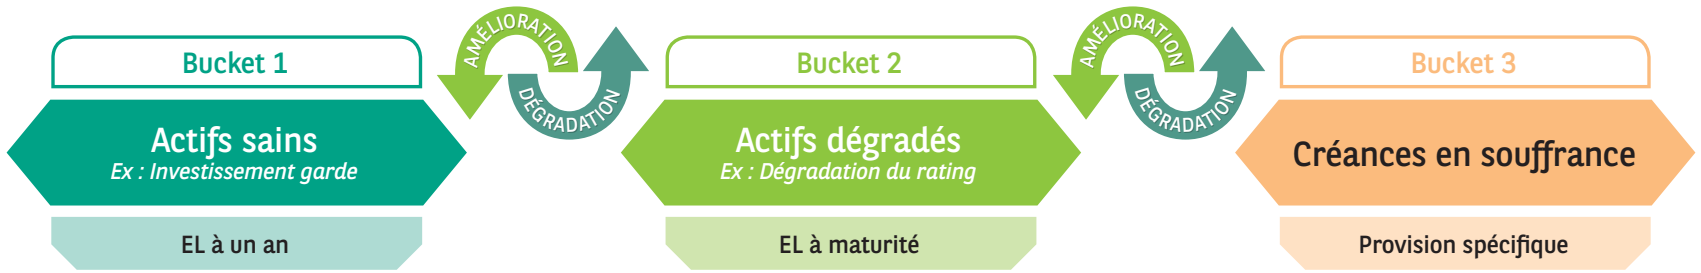 Bucket 1
Actifs sains
Ex : Investissement garde
EL à un an
AMÉLIORATION
DÉGRADATION
Bucket 2
Actifs dégradés
Ex : Dégradation du rating
EL à maturité
AMÉLIORATION
DÉGRADATION
Bucket 3
Créances en souffrance
Provision spécifique